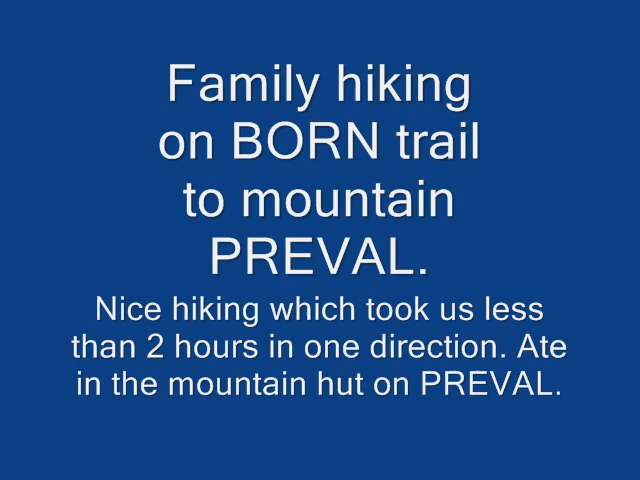 Family hiking
on BORN trail
to mountain
PREVAL.
Nice hiking which took us less
than 2 hours in one direction. Ate
in the mountain hut on PREVAL.